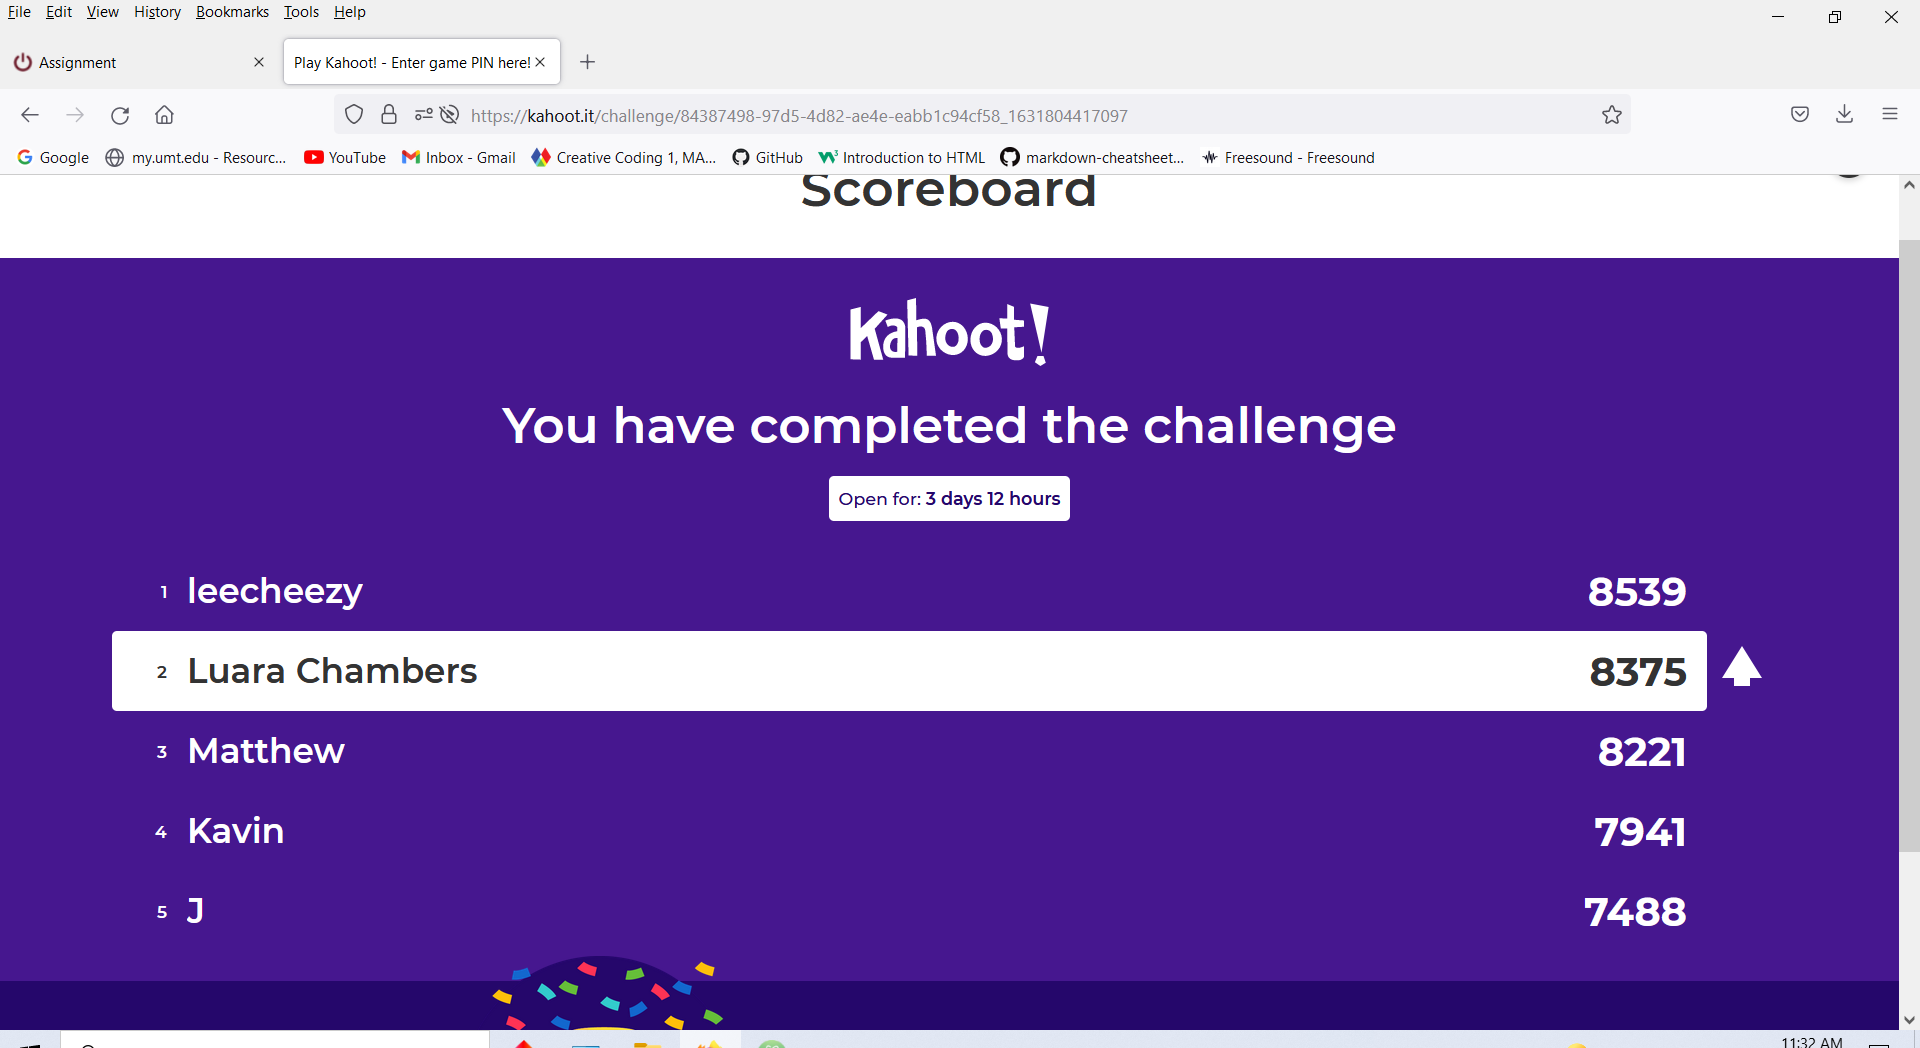 File Edit View History Bookmarks Tools Help
Assignment
Play Kahoot! - Enter game PIN here!
https://kahoot.it/challenge/84387498-97d5-4d82-ae4e-eabb1c94cf58_1631804417097
Google my.umt.edu - Resourc... YouTube Inbox - Gmail Creative Coding 1, MA... GitHub Introduction to HTML markdown-cheatsheet... Freesound - Freesound
Scoreboard
Kahoot!
You have completed the challenge
Open for: 3 days 12 hours
1 leecheezy 8539
2 Luara Chambers 8375
3 Matthew 8221
4 Kavin 7941
5 J 7488
11:32 AM